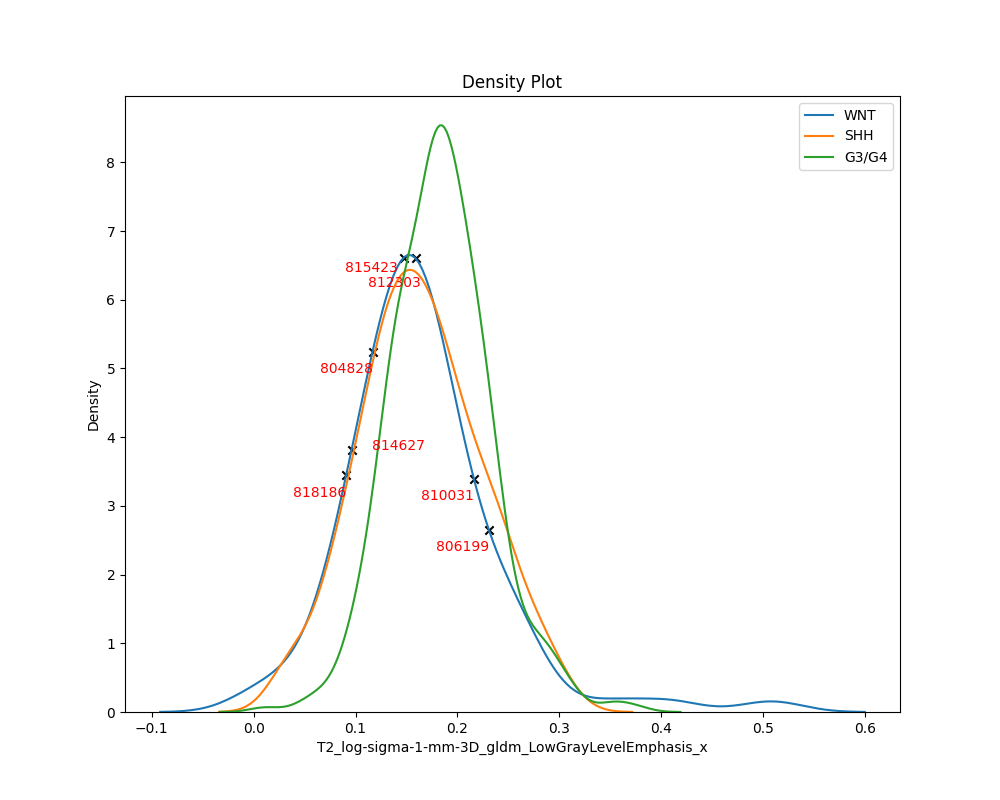 Density Plot
WNT
SHH
G3/G4
8
7
6
5
4
3
2
1
0
Density
815423
812303
804828
814627
818186
810031
806199
−0.1 0.0 0.1 0.2 0.3 0.4 0.5 0.6
T2_log-sigma-1-mm-3D_gldm_LowGrayLevelEmphasis_x